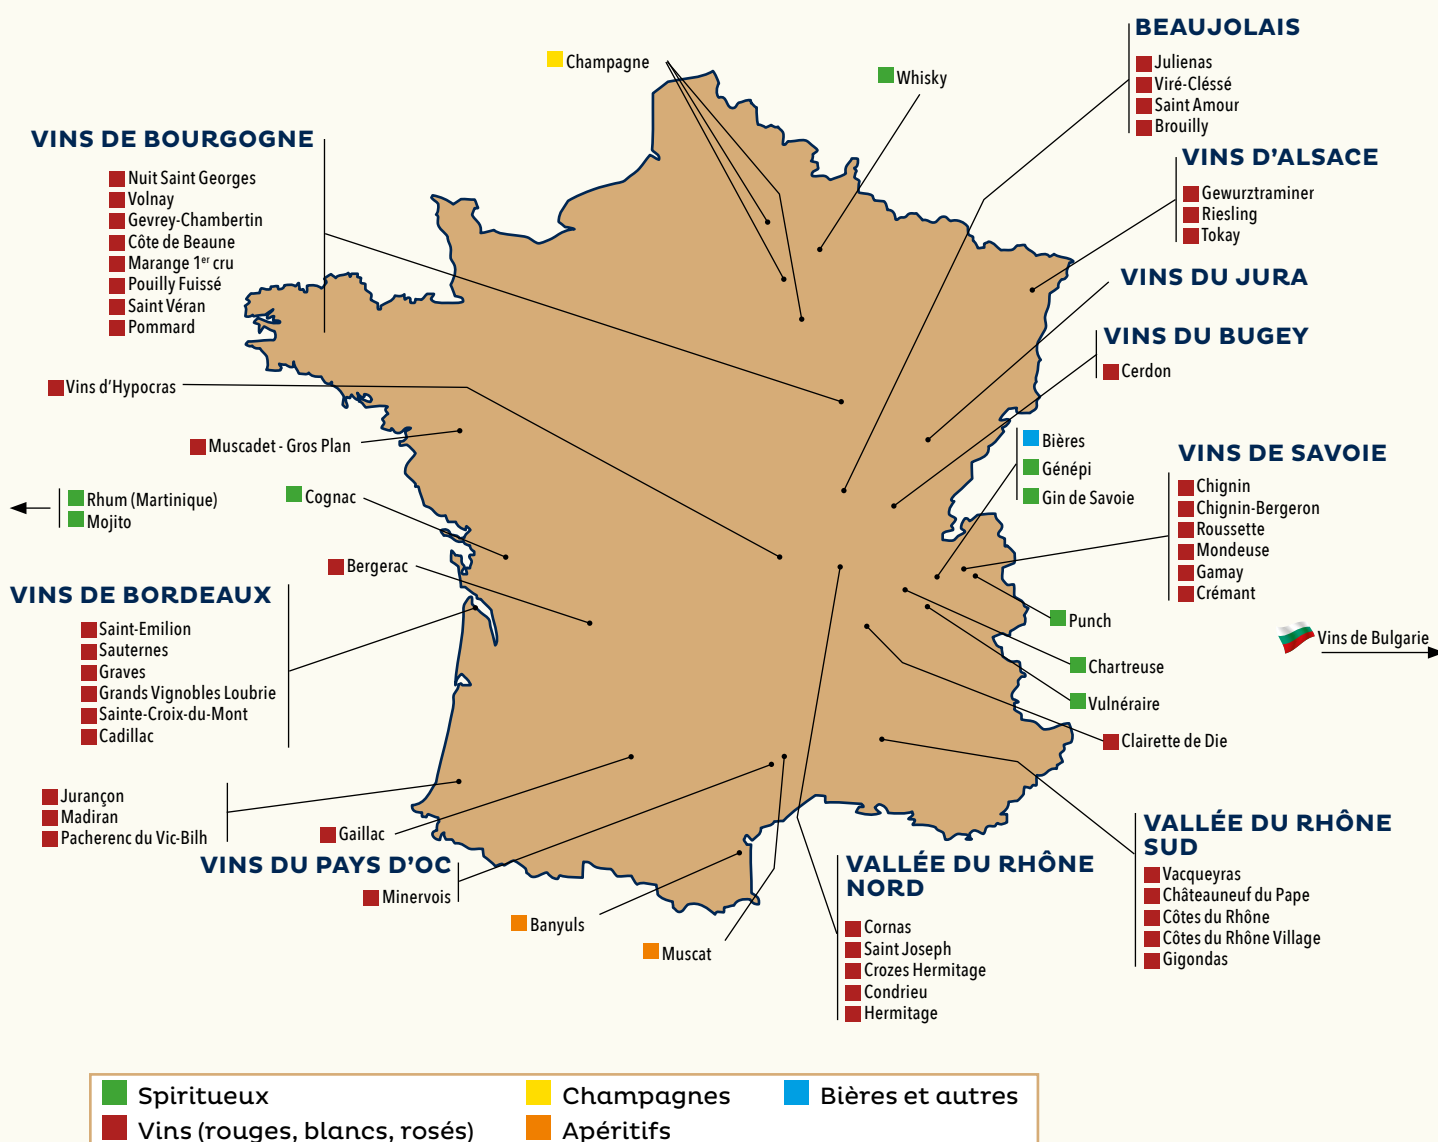 BEAUJOLAIS
Julienas
Viré-Cléssé
Saint Amour
Brouilly
Champagne
Whisky
VINS DE BOURGOGNE
Nuit Saint Georges
Volnay
Gevrey-Chambertin
Côte de Beaune
Marange 1er cru
Pouilly Fuissé
Saint Véran
Pommard
VINS D'ALSACE
Gewurztraminer
Riesling
Tokay
VINS DU JURA
VINS DU BUGEY
Cerdon
Vins d'Hypocras
Muscadet - Gros Plan
Bières
Génépi
Gin de Savoie
VINS DE SAVOIE
Chignin
Chignin-Bergeron
Roussette
Mondeuse
Gamay
Crémant
Rhum (Martinique)
Mojito
Cognac
Bergerac
VINS DE BORDEAUX
Saint-Emilion
Sauternes
Graves
Grands Vignobles Loubrie
Sainte-Croix-du-Mont
Cadillac
Punch
Vins de Bulgarie
Chartreuse
Vulnéraire
Clairette de Die
Jurançon
Madiran
Pacherenc du Vic-Bilh
Gaillac
VINS DU PAYS D'OC
Minervois
Banyuls
Muscat
VALLÉE DU RHÔNE
NORD
Cornas
Saint Joseph
Crozes Hermitage
Condrieu
Hermitage
VALLÉE DU RHÔNE
SUD
Vacqueyras
Châteauneuf du Pape
Côtes du Rhône
Côtes du Rhône Village
Gigondas
Spiritueux
Champagnes
Bières et autres
Vins (rouges, blancs, rosés)
Apéritifs